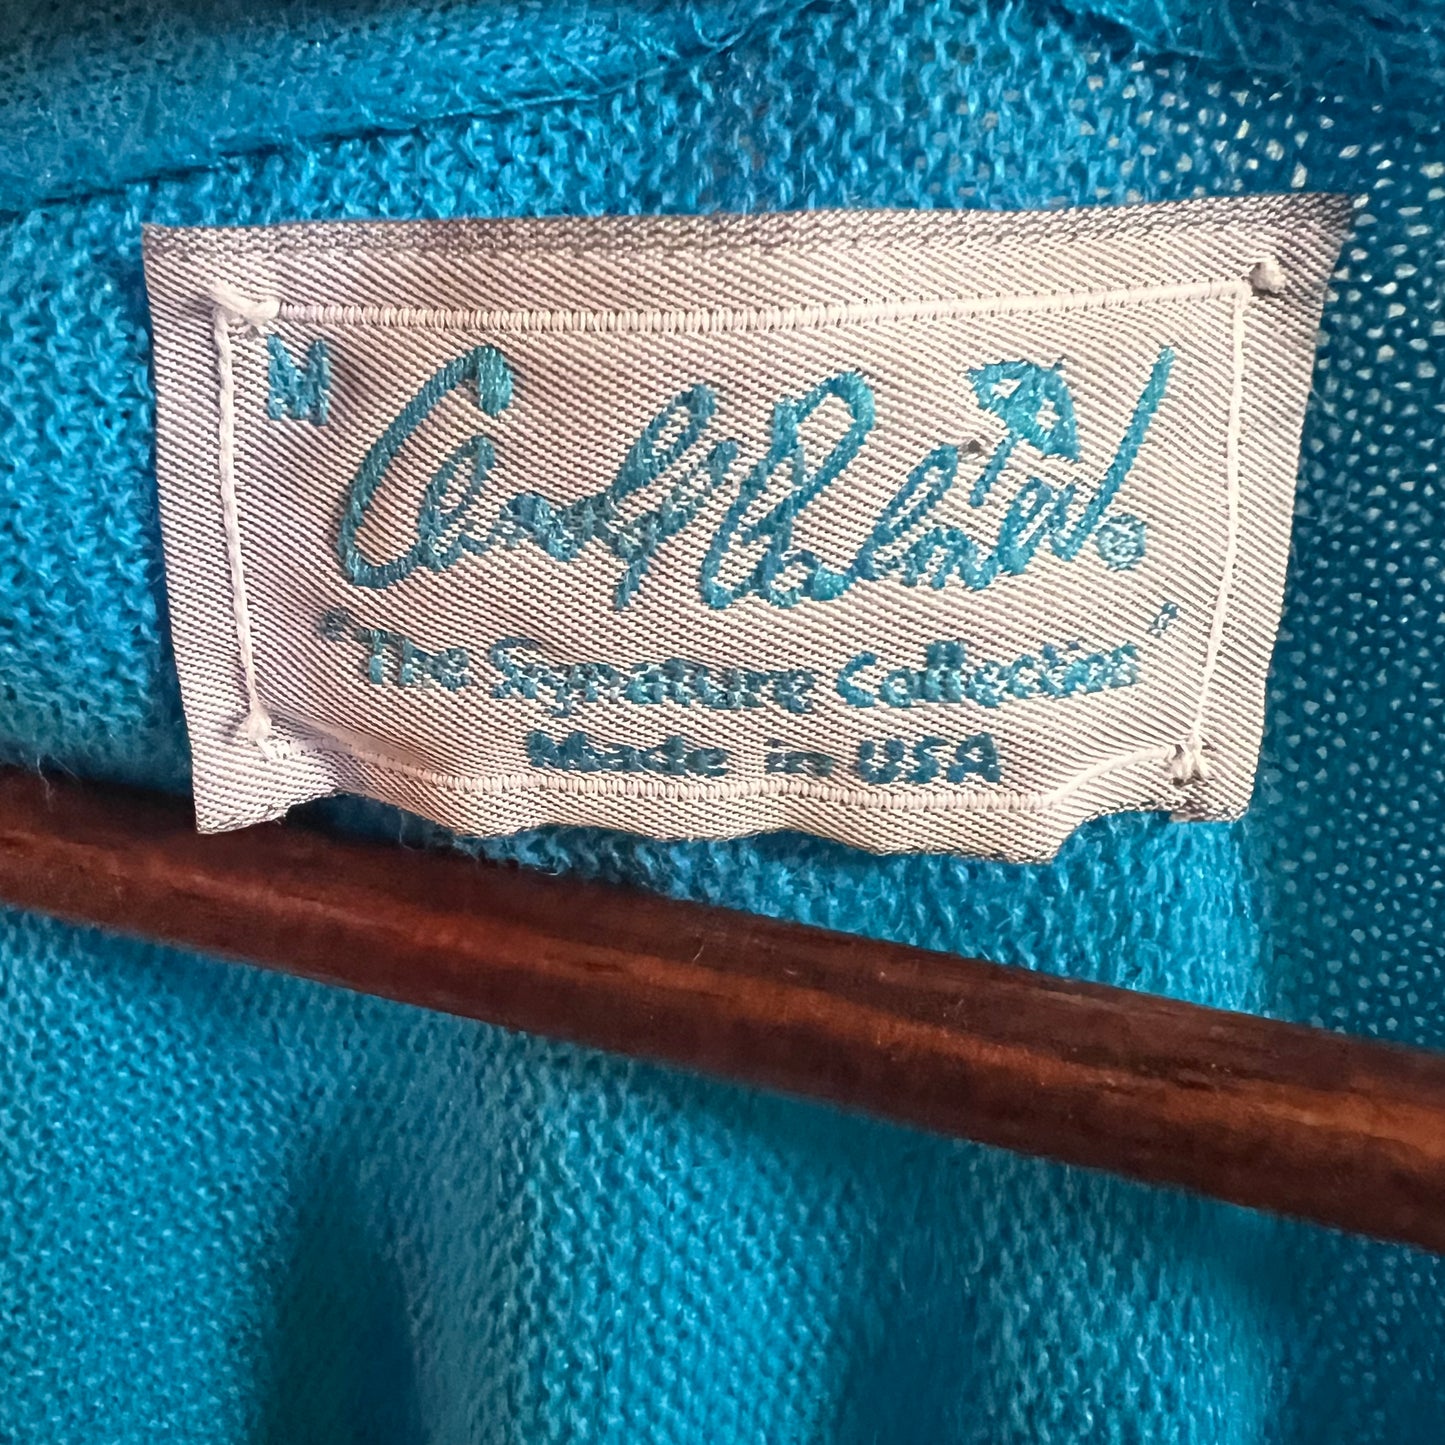 M
Arnold Palmer ®
"The Signature Collection"
Made in USA